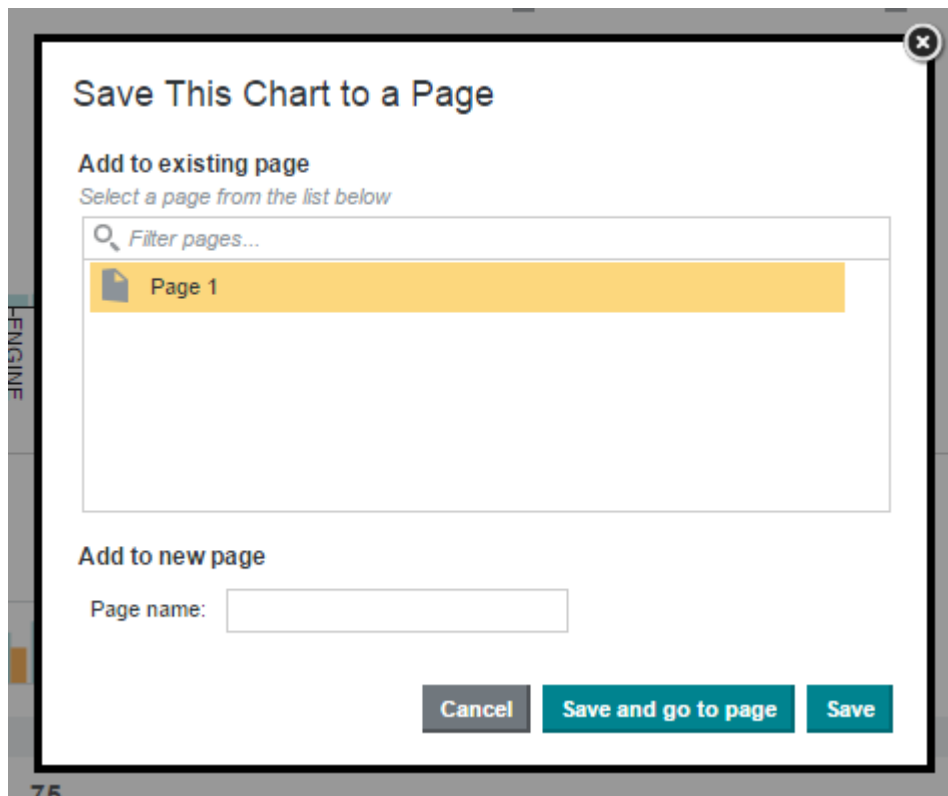 Save This Chart to a Page
Add to existing page
Select a page from the list below
Filter pages...
Page 1
-ENGINE
Add to new page
Page name:
Cancel
Save and go to page
Save
75